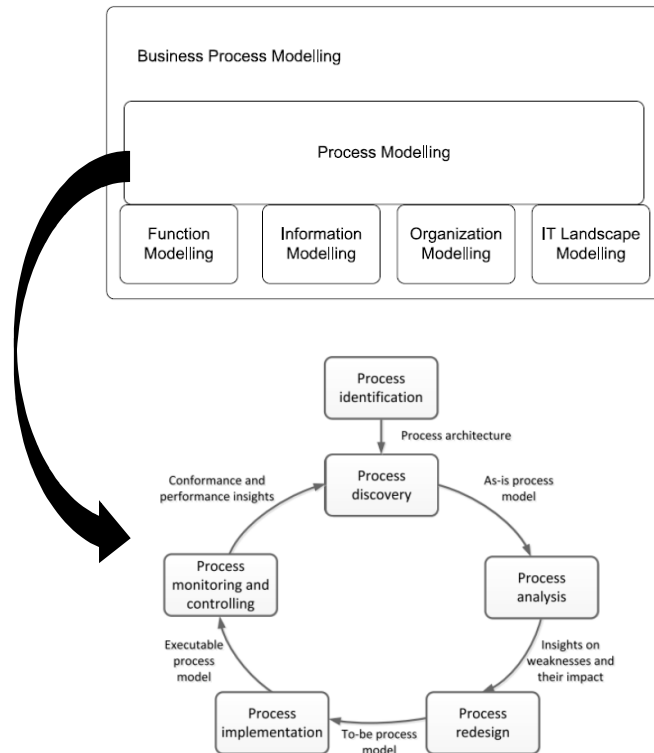 Business Process Modelling
Process Modelling
Function
Modelling
Information
Modelling
Organization
Modelling
IT Landscape
Modelling
Process
identification
Process architecture
Process
discovery
Conformance and
performance insights
As-is process
model
Process
monitoring and
controlling
Process
analysis
Executable
process
model
Insights on
weaknesses and
their impact
Process
implementation
To-be process
model
Process
redesign